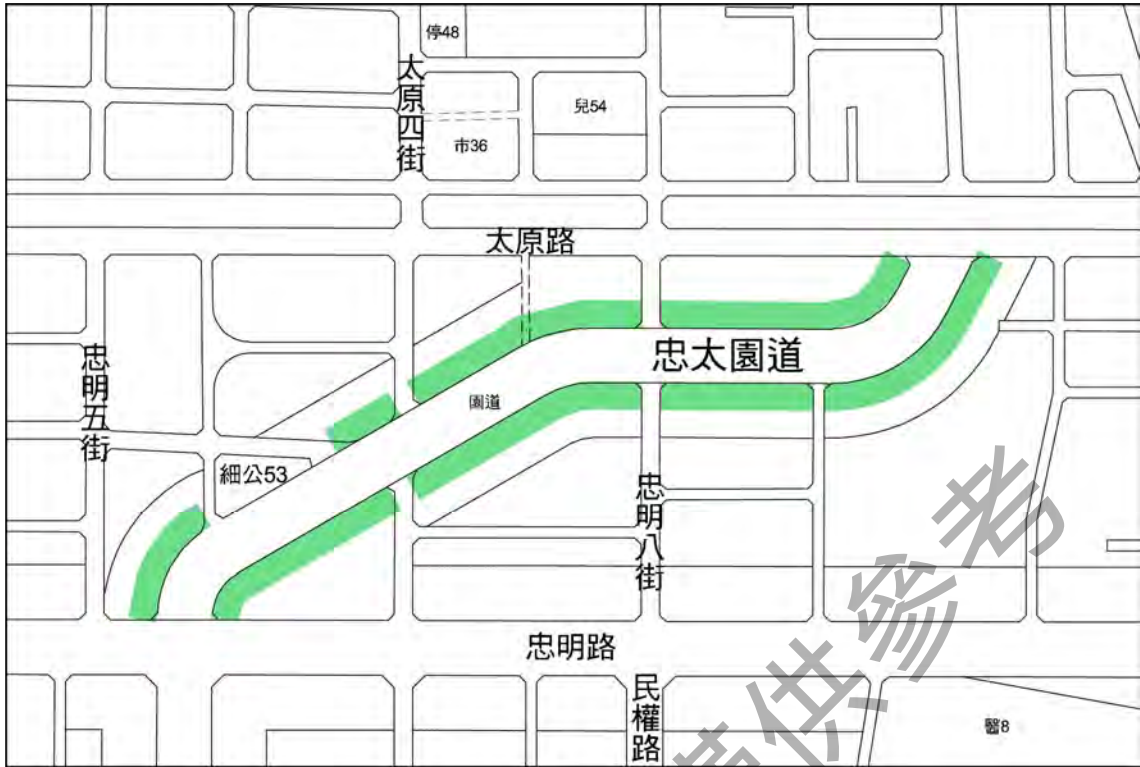 停48
太原四街
兒54
市36
太原路
忠太園道
忠明五街
園道
細公53
忠明八街
忠明路
民權路
醫8
供參考